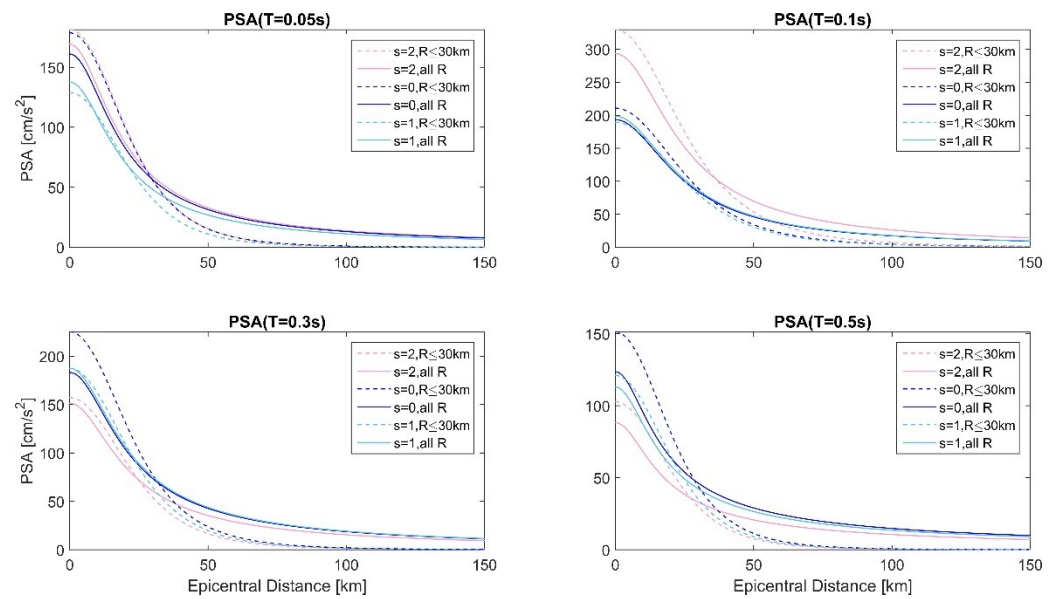 PSA(T=0.05s)
PSA [cm/s²]
150
100
50
0
0
50
100
150
s=2,R≤30km
s=2,all R
s=0,R≤30km
s=0,all R
s=1,R≤30km
s=1,all R
PSA(T=0.1s)
300
250
200
150
100
50
0
0
50
100
150
s=2,R≤30km
s=2,all R
s=0,R≤30km
s=0,all R
s=1,R≤30km
s=1,all R
PSA(T=0.3s)
PSA [cm/s²]
200
150
100
50
0
0
50
100
150
Epicentral Distance [km]
s=2,R≤30km
s=2,all R
s=0,R≤30km
s=0,all R
s=1,R≤30km
s=1,all R
PSA(T=0.5s)
150
100
50
0
0
50
100
150
Epicentral Distance [km]
s=2,R≤30km
s=2,all R
s=0,R≤30km
s=0,all R
s=1,R≤30km
s=1,all R